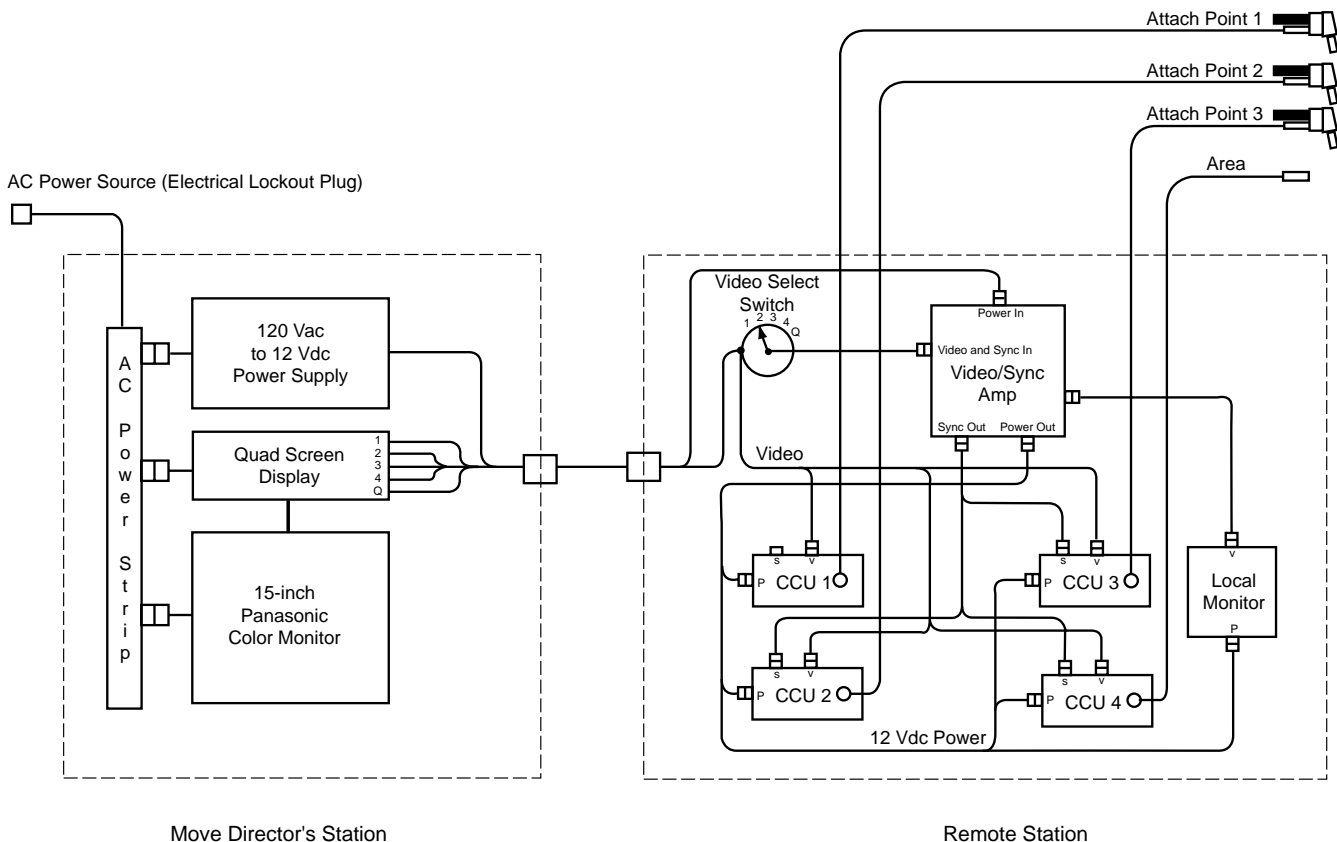 Attach Point 1
Attach Point 2
Attach Point 3
Area
AC Power Source (Electrical Lockout Plug)
AC Power Strip
120 Vac
to 12 Vdc
Power Supply
Quad Screen
Display
1
2
3
4
Q
15-inch
Panasonic
Color Monitor
Video Select
Switch
1
2
3
4
Q
Power In
Video and Sync In
Video/Sync
Amp
Sync Out
Power Out
Video
s
v
P
CCU 1
s
v
P
CCU 3
v
Local
Monitor
P
s
v
P
CCU 2
s
v
P
CCU 4
12 Vdc Power
Move Director's Station
Remote Station